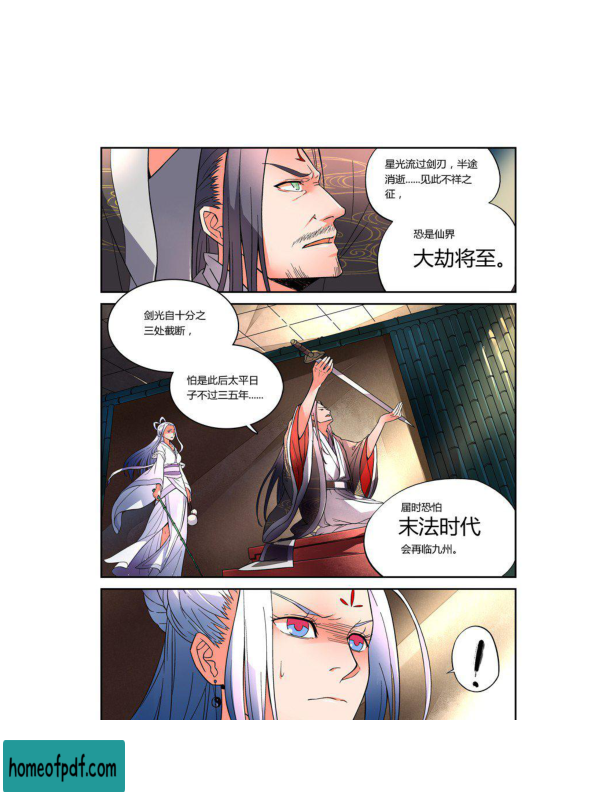 星光流过剑刃，半途
消逝……见此不祥之
征，
恐是仙界
大劫将至。
剑光自十分之
三处截断，
怕是此后太平日
子不过三五年……
届时恐怕
末法时代
会再临九州。
！
homeofpdf.com